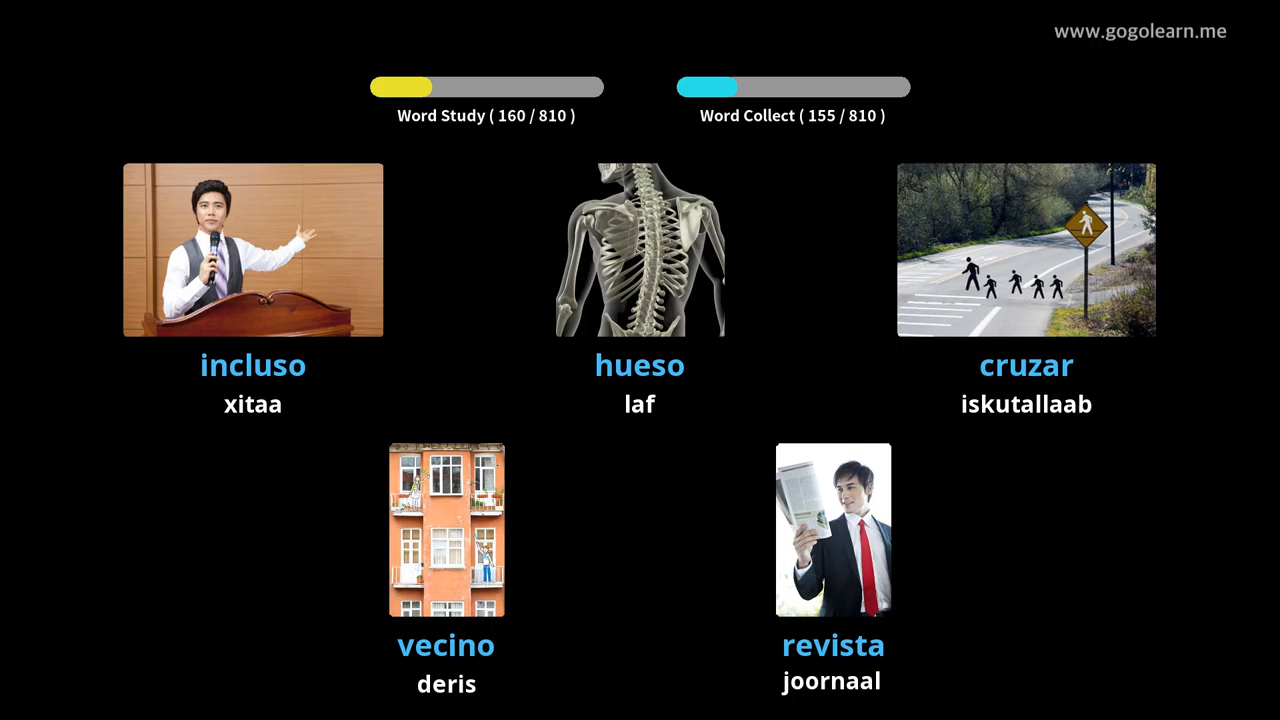 www.gogolearn.me
Word Study ( 160 / 810 )
Word Collect ( 155 / 810 )
incluso
xitaa
hueso
laf
cruzar
iskutallaab
vecino
deris
revista
joornaal